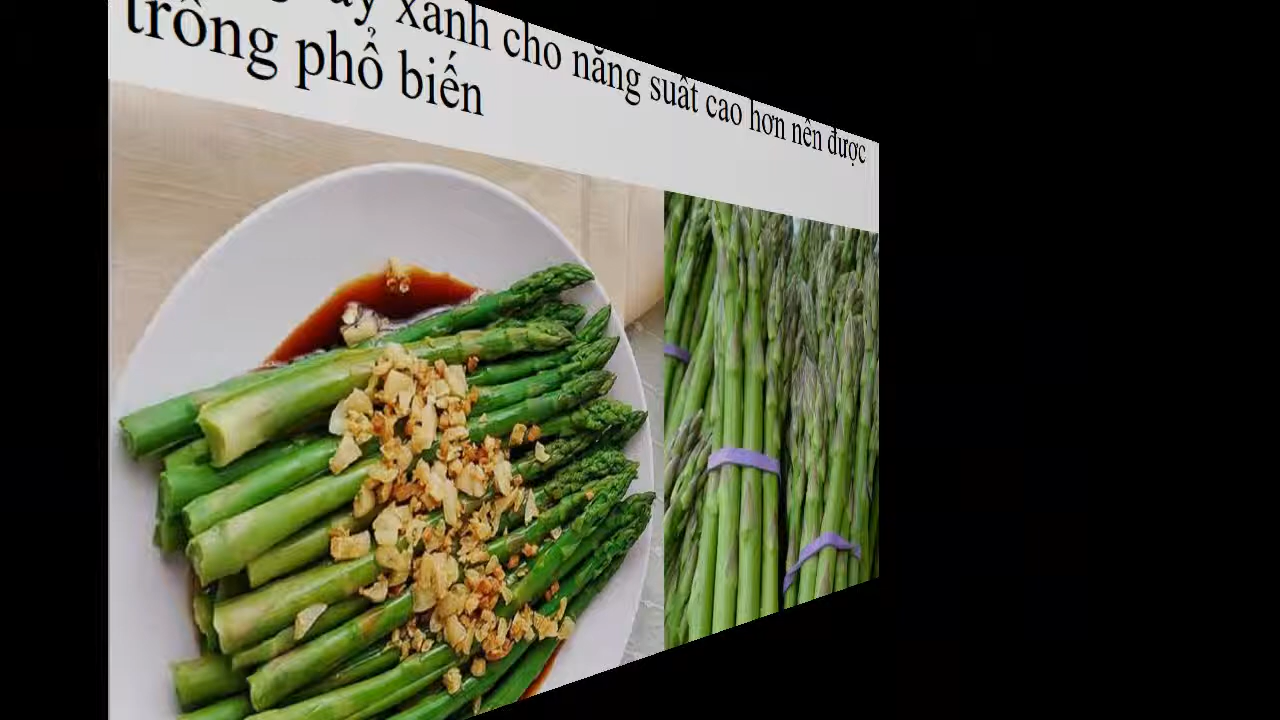 xanh cho năng suất cao hơn nên được
trồng phổ biến